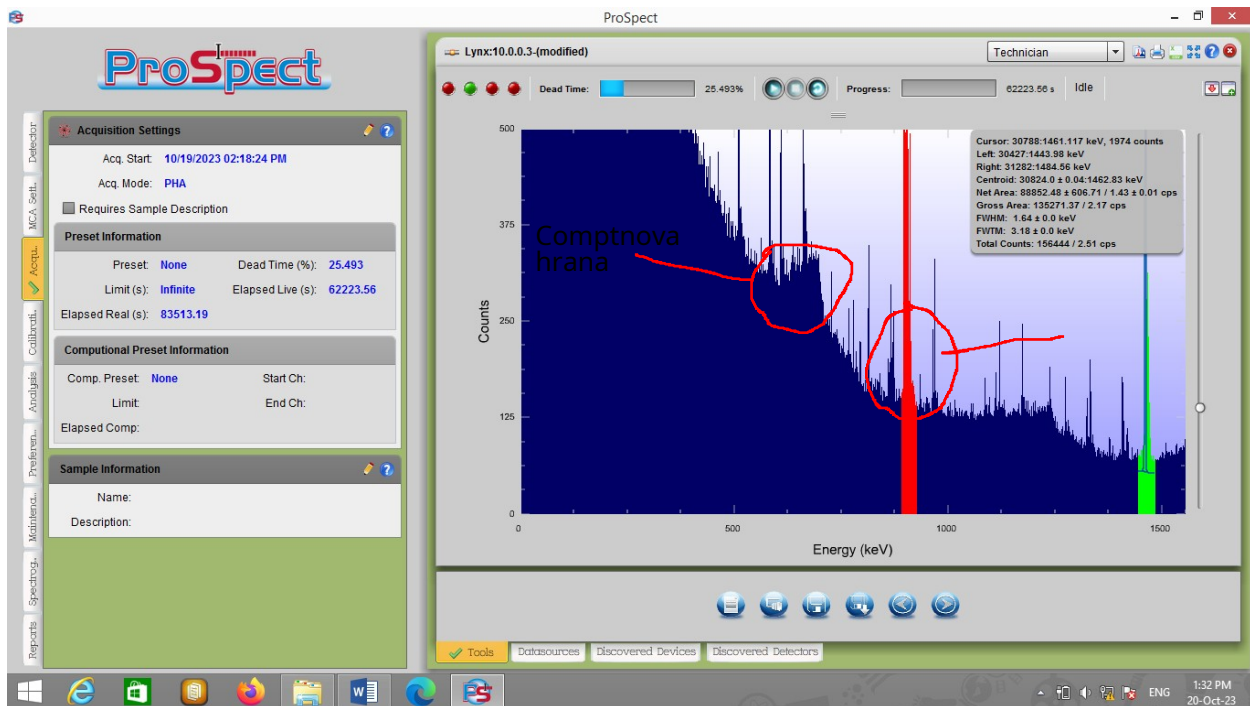 ProSpect
ProSpect
Lynx:10.0.0.3-(modified)
Technician
Dead Time:
25.493%
Progress:
62223.56 s
Idle
Detector
MCA Sett.
Acqu..
Calibrati..
Analysis
Preferen..
Maintena..
Spectrog..
Reports
Acquisition Settings
Acq. Start: 10/19/2023 02:18:24 PM
Acq. Mode: PHA
Requires Sample Description
Preset Information
Preset: None Dead Time (%): 25.493
Limit (s): Infinite Elapsed Live (s): 62223.56
Elapsed Real (s): 83513.19
Computional Preset Information
Comp. Preset: None Start Ch:
Limit: End Ch:
Elapsed Comp:
Sample Information
Name:
Description:
Cursor: 30788:1461.117 keV, 1974 counts
Left: 30427:1443.98 keV
Right: 31282:1484.56 keV
Centroid: 30824.0 ± 0.04:1462.83 keV
Net Area: 88852.48 ± 606.71 / 1.43 ± 0.01 cps
Gross Area: 135271.37 / 2.17 cps
FWHM: 1.64 ± 0.0 keV
FWTM: 3.18 ± 0.0 keV
Total Counts: 156444 / 2.51 cps
Comptnova
hrana
500
375
250
125
0
Counts
0
500
1000
1500
Energy (keV)
Tools
Datasources
Discovered Devices
Discovered Detectors
ENG
1:32 PM
20-Oct-23